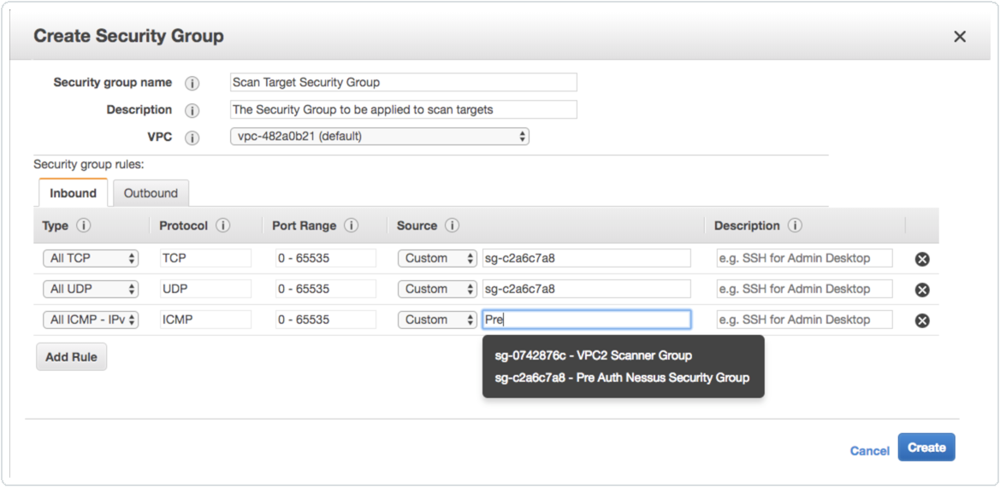 Create Security Group
Security group name i Scan Target Security Group
Description i The Security Group to be applied to scan targets
VPC i vpc-482a0b21 (default)
Security group rules:
Inbound Outbound
Type i Protocol i Port Range i Source i Description i
All TCP TCP 0 - 65535 Custom sg-c2a6c7a8 e.g. SSH for Admin Desktop
All UDP UDP 0 - 65535 Custom sg-c2a6c7a8 e.g. SSH for Admin Desktop
All ICMP - IPv ICMP 0 - 65535 Custom Pre e.g. SSH for Admin Desktop
Add Rule
sg-0742876c - VPC2 Scanner Group
sg-c2a6c7a8 - Pre Auth Nessus Security Group
Cancel Create